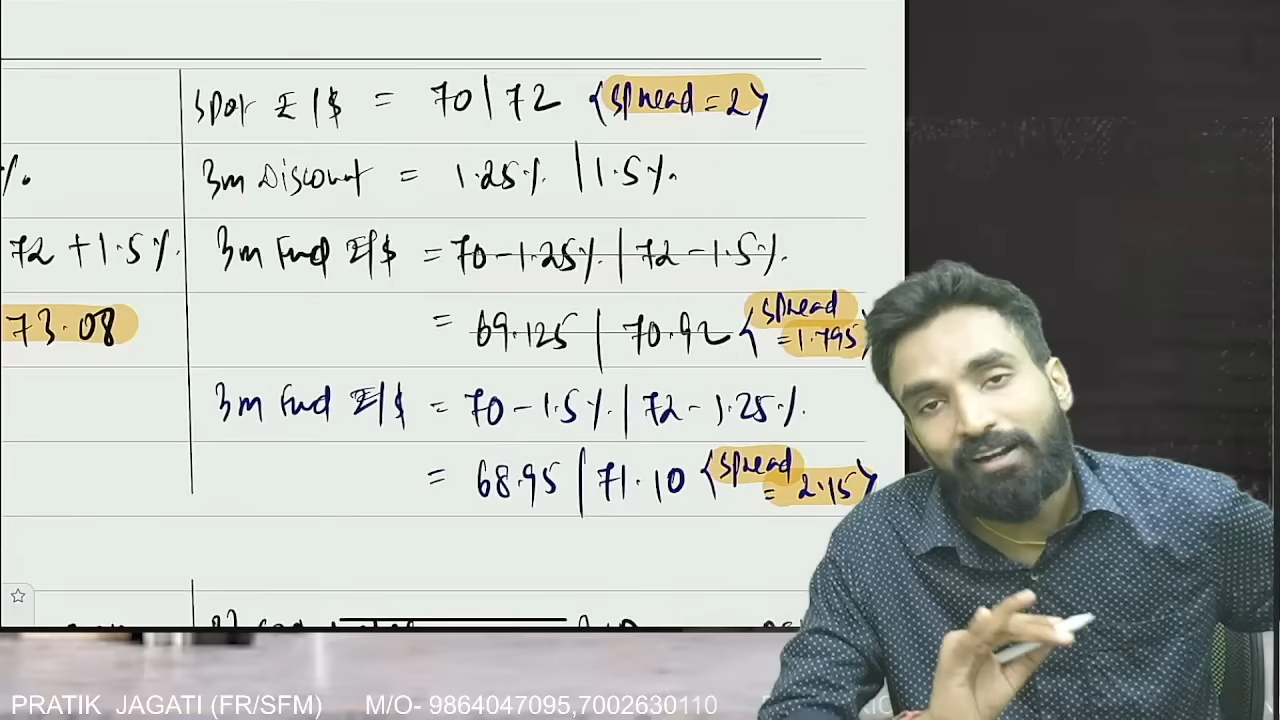 Spot ₹/$ = 70/72 {Spread = 2}
%.
3m Discount = 1.25% | 1.5%.
72 + 1.5%.
3m Fwd ₹/$ = 70 - 1.25% | 72 - 1.5%.
73.08
= 69.125 | 70.92 {Spread = 1.795}
3m Fwd ₹/$ = 70 - 1.5% | 72 - 1.25%.
= 68.95 | 71.10 {Spread = 2.15}
PRATIK JAGATI (FR/SFM) M/O- 9864047095,7002630110